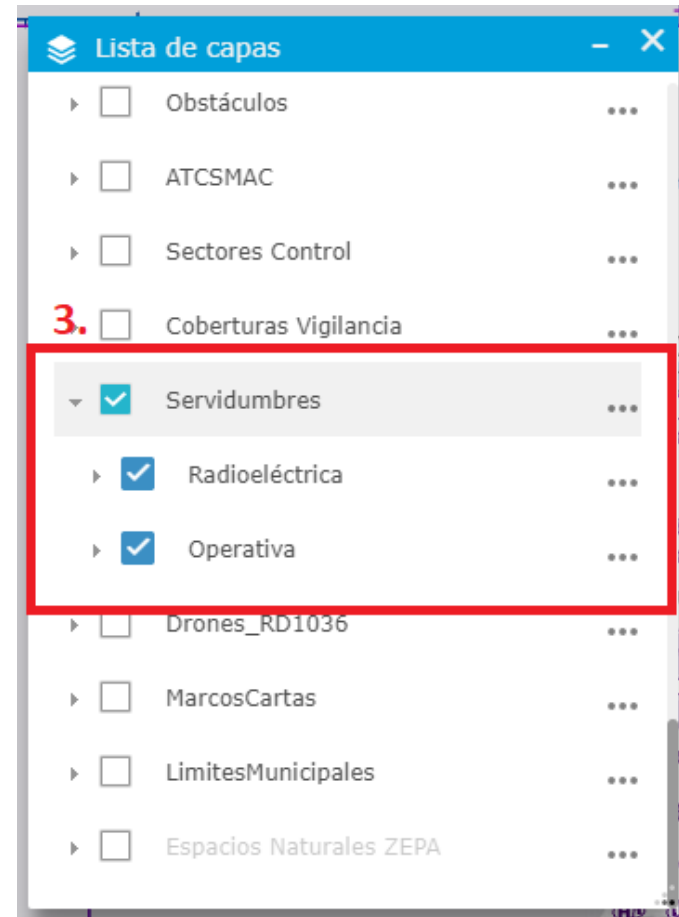 Lista de capas
Obstáculos
ATCSMAC
Sectores Control
3.
Coberturas Vigilancia
Servidumbres
Radioeléctrica
Operativa
Drones_RD1036
MarcosCartas
LimitesMunicipales
Espacios Naturales ZEPA